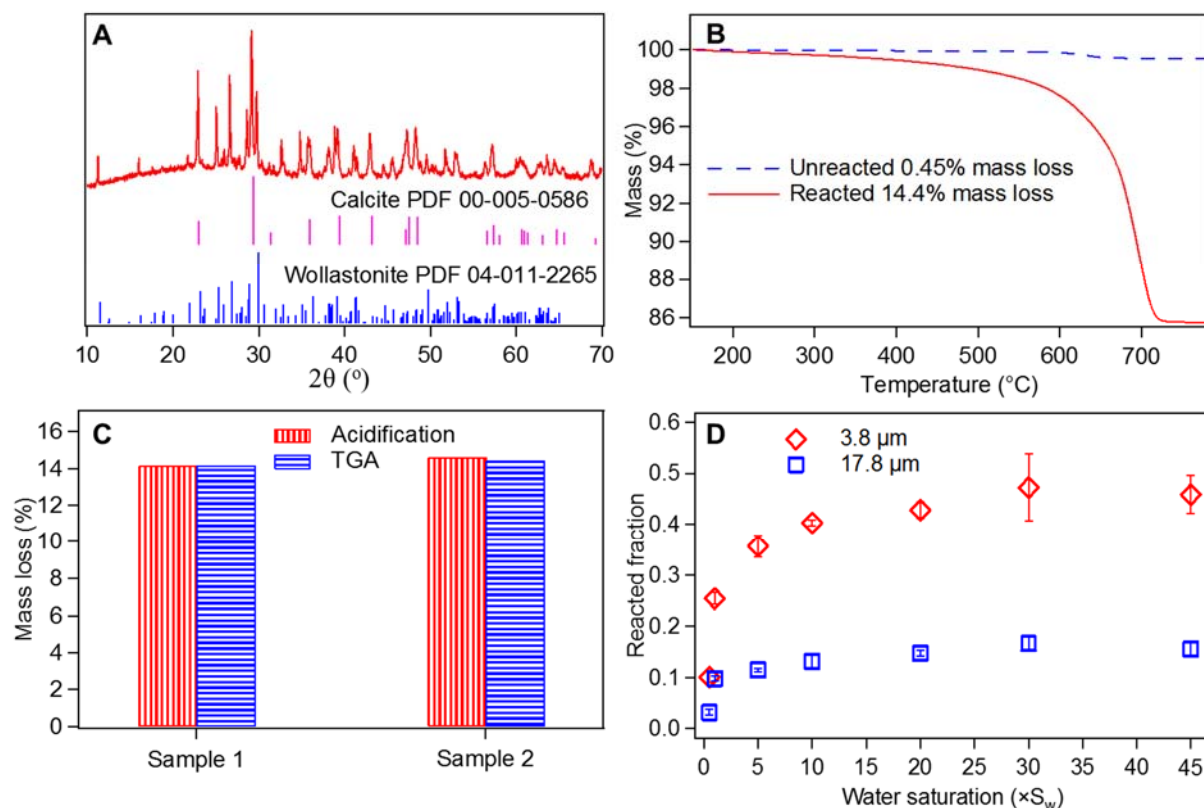 A
Calcite PDF 00-005-0586
Wollastonite PDF 04-011-2265
10 20 30 40 50 60 70
2θ (°)
B
100
98
96
94
92
90
88
86
Mass (%)
Unreacted 0.45% mass loss
Reacted 14.4% mass loss
200 300 400 500 600 700
Temperature (°C)
C
16
14
12
10
8
6
4
2
0
Mass loss (%)
Acidification
TGA
Sample 1 Sample 2
D
0.6
0.5
0.4
0.3
0.2
0.1
0.0
Reacted fraction
3.8 µm
17.8 µm
0 5 10 15 20 25 30 35 40 45
Water saturation (×Sw)